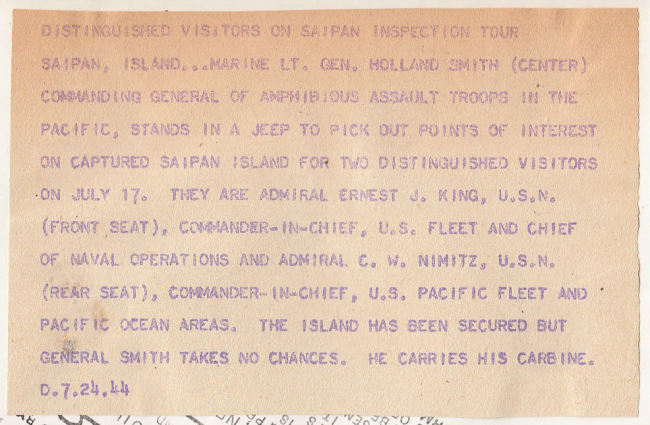 DISTINGUISHED VISITORS ON SAIPAN INSPECTION TOUR
SAIPAN, ISLAND...MARINE LT. GEN. HOLLAND SMITH (CENTER)
COMMANDING GENERAL OF AMPHIBIOUS ASSAULT TROOPS IN THE
PACIFIC, STANDS IN A JEEP TO PICK OUT POINTS OF INTEREST
ON CAPTURED SAIPAN ISLAND FOR TWO DISTINGUISHED VISITORS
ON JULY 17. THEY ARE ADMIRAL ERNEST J. KING, U.S.N.
(FRONT SEAT), COMMANDER-IN-CHIEF, U.S. FLEET AND CHIEF
OF NAVAL OPERATIONS AND ADMIRAL C. W. NIMITZ, U.S.N.
(REAR SEAT), COMMANDER-IN-CHIEF, U.S. PACIFIC FLEET AND
PACIFIC OCEAN AREAS. THE ISLAND HAS BEEN SECURED BUT
GENERAL SMITH TAKES NO CHANCES. HE CARRIES HIS CARBINE.
D.7.24.44